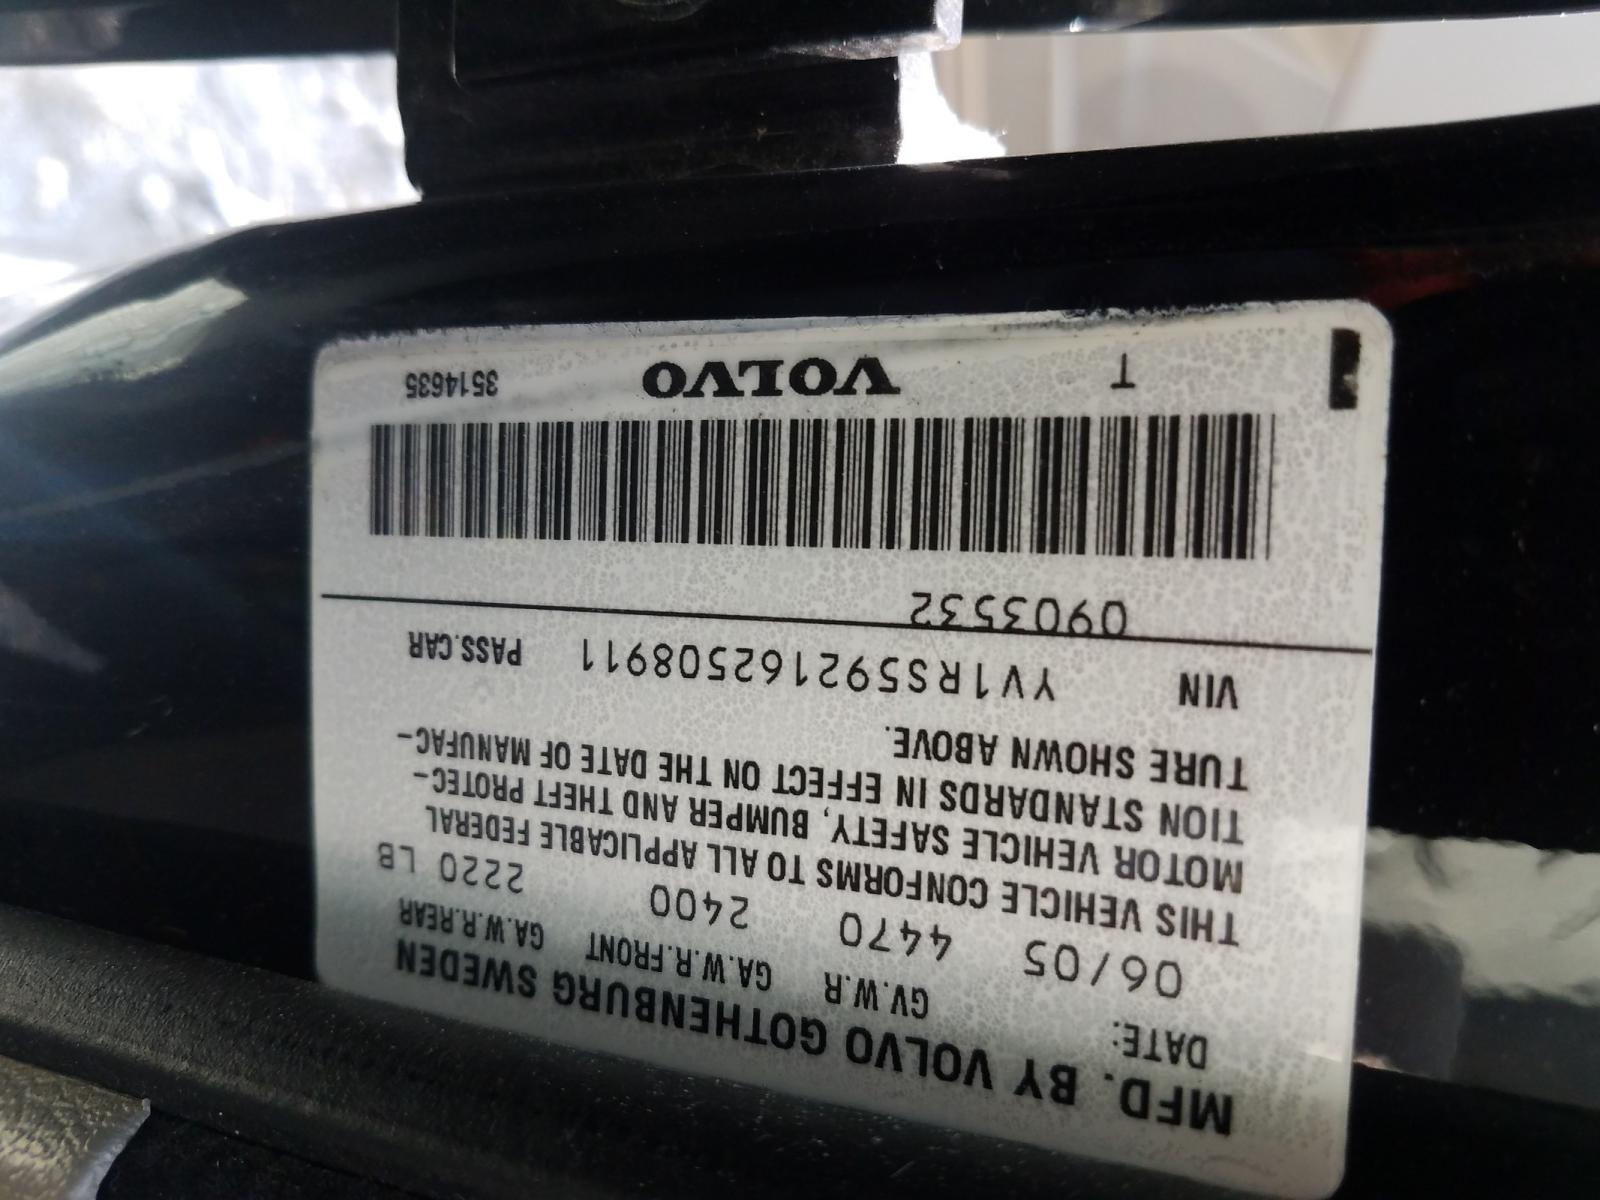 MFD. BY VOLVO GOTHENBURG SWEDEN
DATE: GV.W.R GA.W.R.FRONT GA.W.R.REAR
06/05 4470 2400 2220 LB
THIS VEHICLE CONFORMS TO ALL APPLICABLE FEDERAL
MOTOR VEHICLE SAFETY, BUMPER AND THEFT PROTEC-
TION STANDARDS IN EFFECT ON THE DATE OF MANUFAC-
TURE SHOWN ABOVE.
VIN YV1RS592162508911 PASS.CAR
0903532
T VOLVO 3514635